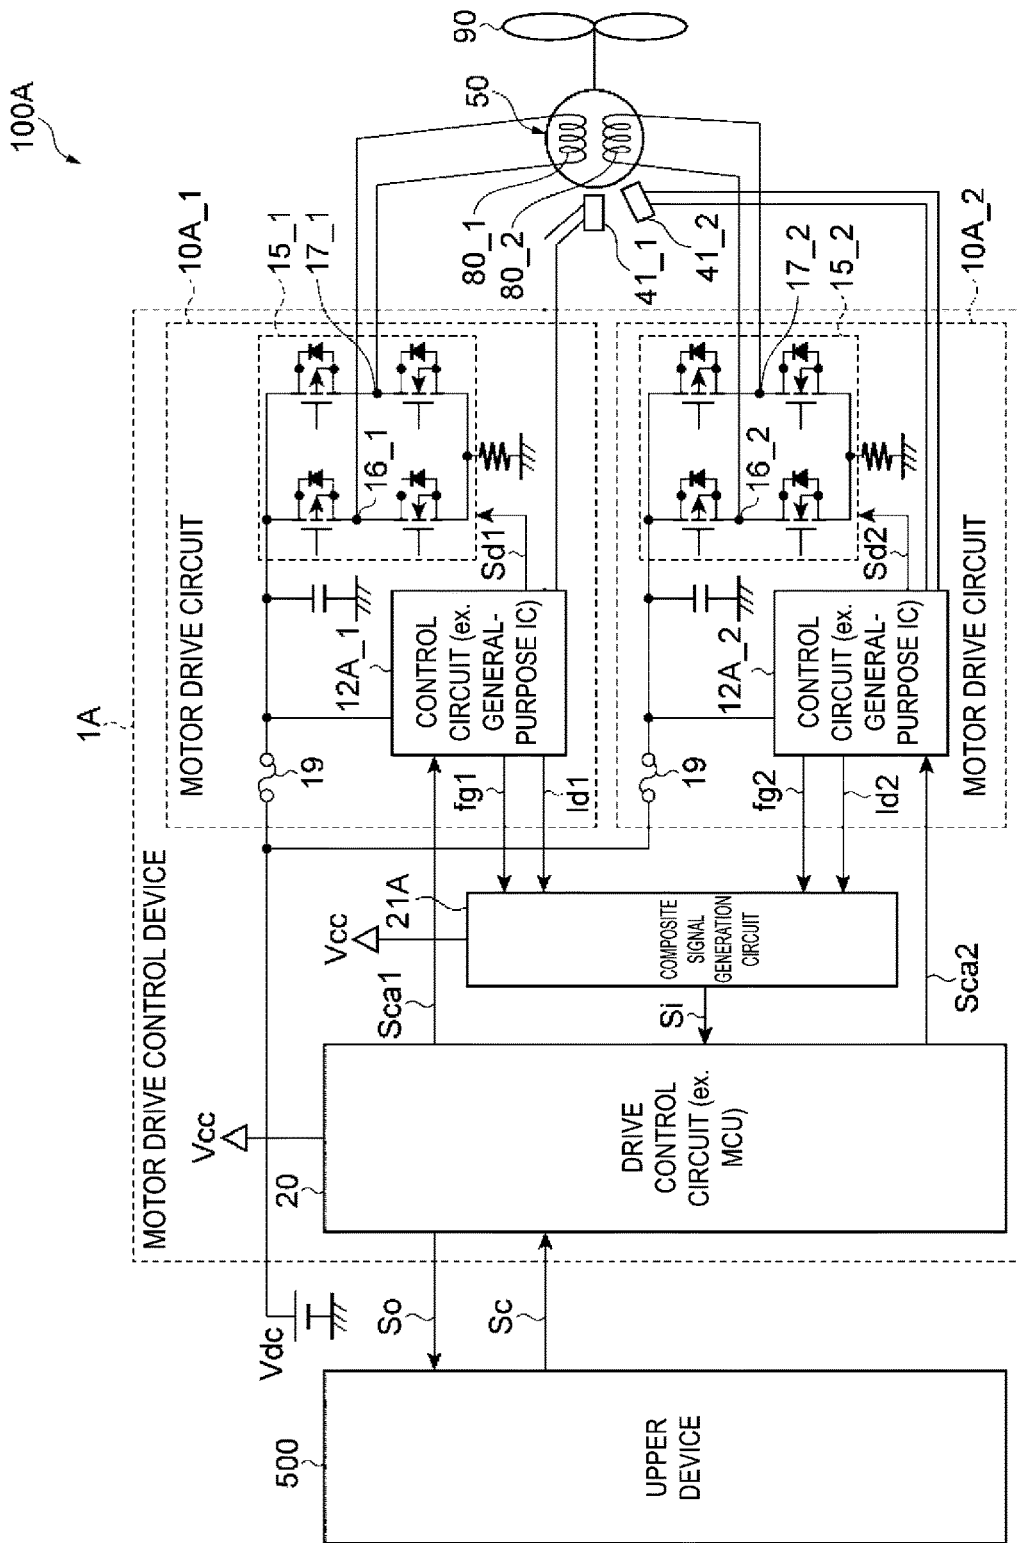 100A
1A
MOTOR DRIVE CONTROL DEVICE
MOTOR DRIVE CIRCUIT
10A_1
15_1
17_1
Vcc
Vdc
19
12A_1
16_1
20
500
Vcc
21A
Sca1
fg1
ld1
CONTROL
CIRCUIT (ex.
GENERAL-
PURPOSE IC)
Sd1
So
Sc
80_1
80_2
50
90
41_1
41_2
UPPER
DEVICE
DRIVE
CONTROL
CIRCUIT (ex.
MCU)
Si
COMPOSITE
SIGNAL
GENERATION
CIRCUIT
19
12A_2
16_2
17_2
15_2
fg2
ld2
CONTROL
CIRCUIT (ex.
GENERAL-
PURPOSE IC)
Sd2
Sca2
MOTOR DRIVE CIRCUIT
10A_2